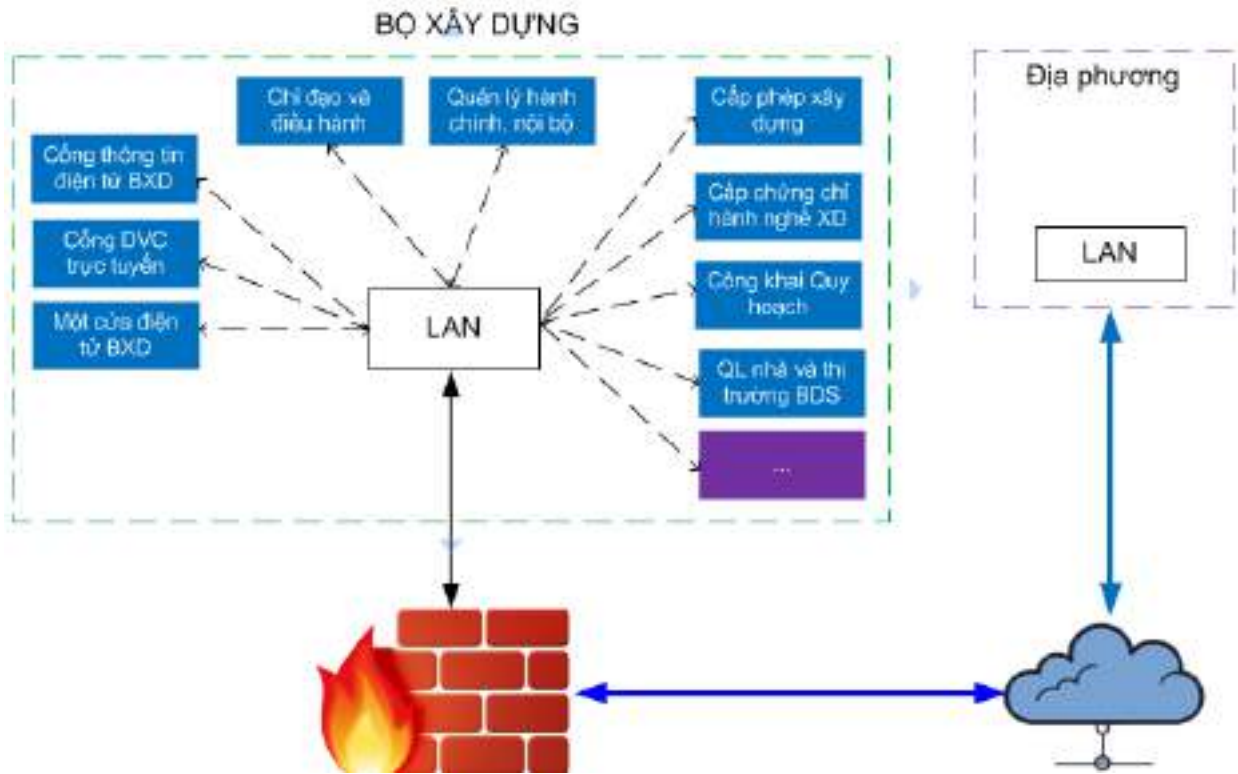 BỘ XÂY DỰNG
Địa phương
Chỉ đạo và
điều hành
Quản lý hành
chính, nội bộ
Cấp phép xây
dựng
Cổng thông tin
điện tử BXD
Cấp chứng chỉ
hành nghề XD
Cổng DVC
trực tuyến
LAN
Công khai Quy
hoạch
Một cửa điện
tử BXD
LAN
QL nhà và thị
trường BDS
...